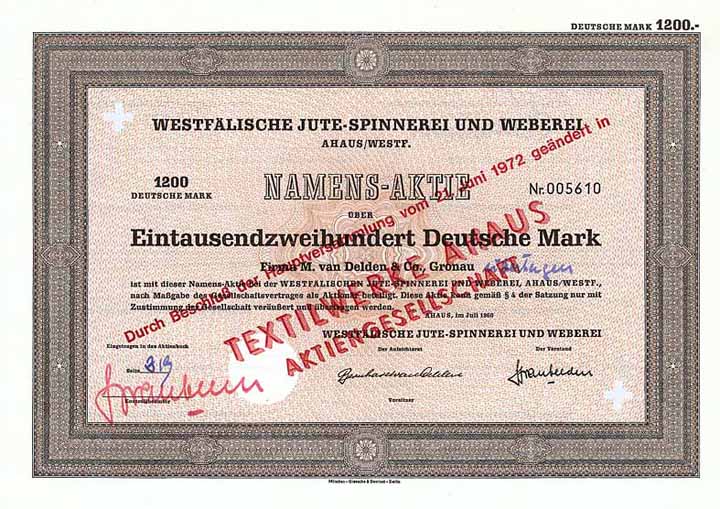 DEUTSCHE MARK 1200.-
WESTFÄLISCHE JUTE-SPINNEREI UND WEBEREI
AHAUS/WESTF.
1200
DEUTSCHE MARK
NAMENS-AKTIE
Nr. 005610
ÜBER
Eintausendzweihundert Deutsche Mark
Firma M. van Delden & Co., Gronau
ist mit dieser Namens-Aktie bei der WESTFÄLISCHEN JUTE-SPINNEREI UND WEBEREI, AHAUS/WESTF.,
nach Maßgabe des Gesellschaftsvertrages als Aktionär beteiligt. Diese Aktie kann gemäß § 4 der Satzung nur mit
Zustimmung der Gesellschaft veräußert und übertragen werden.
AHAUS, im Juli 1960
WESTFÄLISCHE JUTE-SPINNEREI UND WEBEREI
Eingetragen in das Aktienbuch
Der Aufsichtsrat
Der Vorstand
Seite 819
Kontrollbeamter
Vorsitzer
Durch Beschluß der Hauptversammlung vom 21. Juni 1972 geändert in
TEXTILWERKE AHAUS
AKTIENGESELLSCHAFT